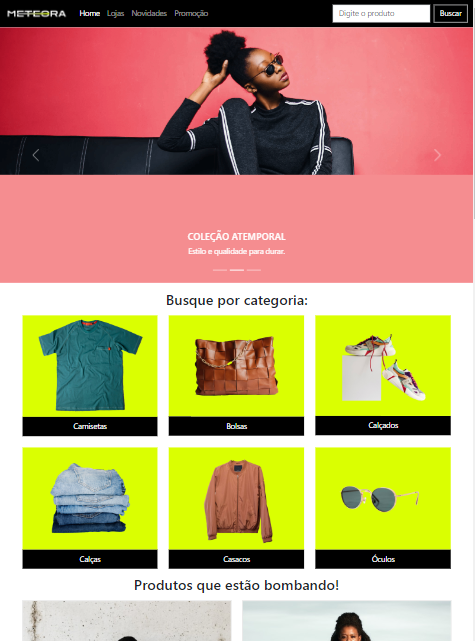 METEORA
Home Lojas Novidades Promoção
Digite o produto
Buscar
COLEÇÃO ATEMPORAL
Estilo e qualidade para durar.
Busque por categoria:
Camisetas
Bolsas
Calçados
Calças
Casacos
Óculos
Produtos que estão bombando!